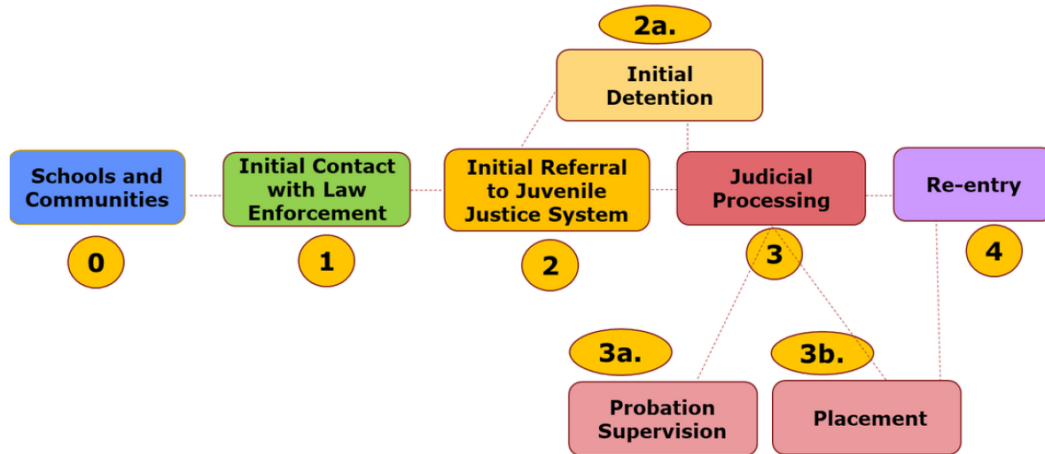 2a.
Initial
Detention
Schools and
Communities
Initial Contact
with Law
Enforcement
Initial Referral
to Juvenile
Justice System
Judicial
Processing
Re-entry
0
1
2
3
4
3a.
3b.
Probation
Supervision
Placement